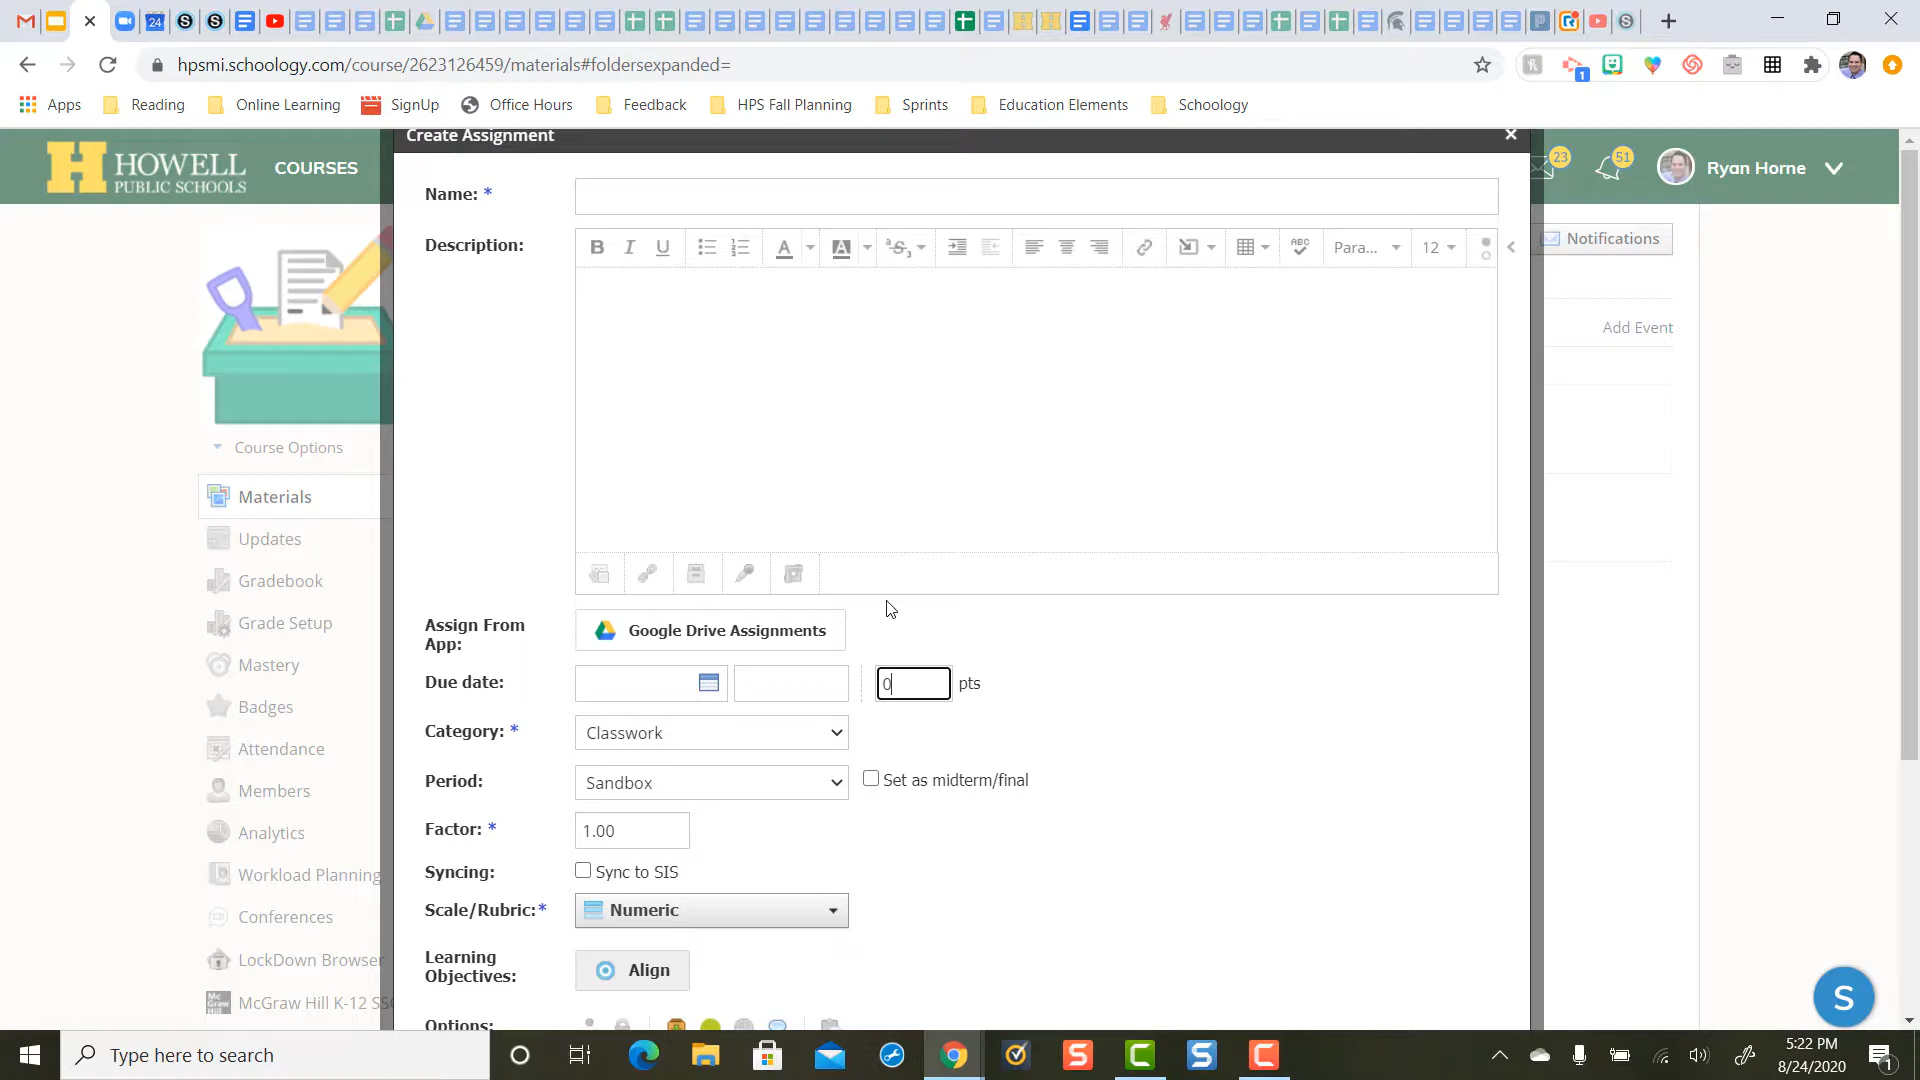 24
hpsmi.schoology.com/course/2623126459/materials#foldersexpanded=
1
Apps
Reading
Online Learning
SignUp
Office Hours
Feedback
HPS Fall Planning
Sprints
Education Elements
Schoology
H HOWELL
PUBLIC SCHOOLS
COURSES
Create Assignment
23
51
Ryan Horne
Name: *
Description:
B I U
A
A
ABC
Para...
12
Notifications
Add Event
Course Options
Materials
Updates
Gradebook
Grade Setup
Mastery
Badges
Attendance
Members
Analytics
Workload Planning
Conferences
LockDown Browser
McGraw Hill K-12 SS
Assign From
App:
Google Drive Assignments
Due date:
0
pts
Category: *
Classwork
Period:
Sandbox
Set as midterm/final
Factor: *
1.00
Syncing:
Sync to SIS
Scale/Rubric:*
Numeric
Learning
Objectives:
Align
Options:
S
Type here to search
5:22 PM
8/24/2020
1